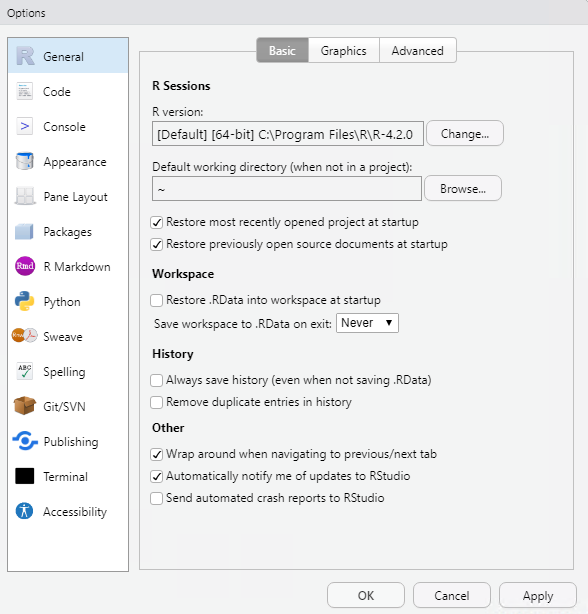 Options
General
Code
> Console
Appearance
Pane Layout
Packages
Rmd R Markdown
Python
Sweave
ABC Spelling
Git/SVN
Publishing
Terminal
Accessibility
Basic Graphics Advanced
R Sessions
R version:
[Default] [64-bit] C:\Program Files\R\R-4.2.0 Change...
Default working directory (when not in a project):
~ Browse...
Restore most recently opened project at startup
Restore previously open source documents at startup
Workspace
Restore .RData into workspace at startup
Save workspace to .RData on exit: Never
History
Always save history (even when not saving .RData)
Remove duplicate entries in history
Other
Wrap around when navigating to previous/next tab
Automatically notify me of updates to RStudio
Send automated crash reports to RStudio
OK Cancel Apply